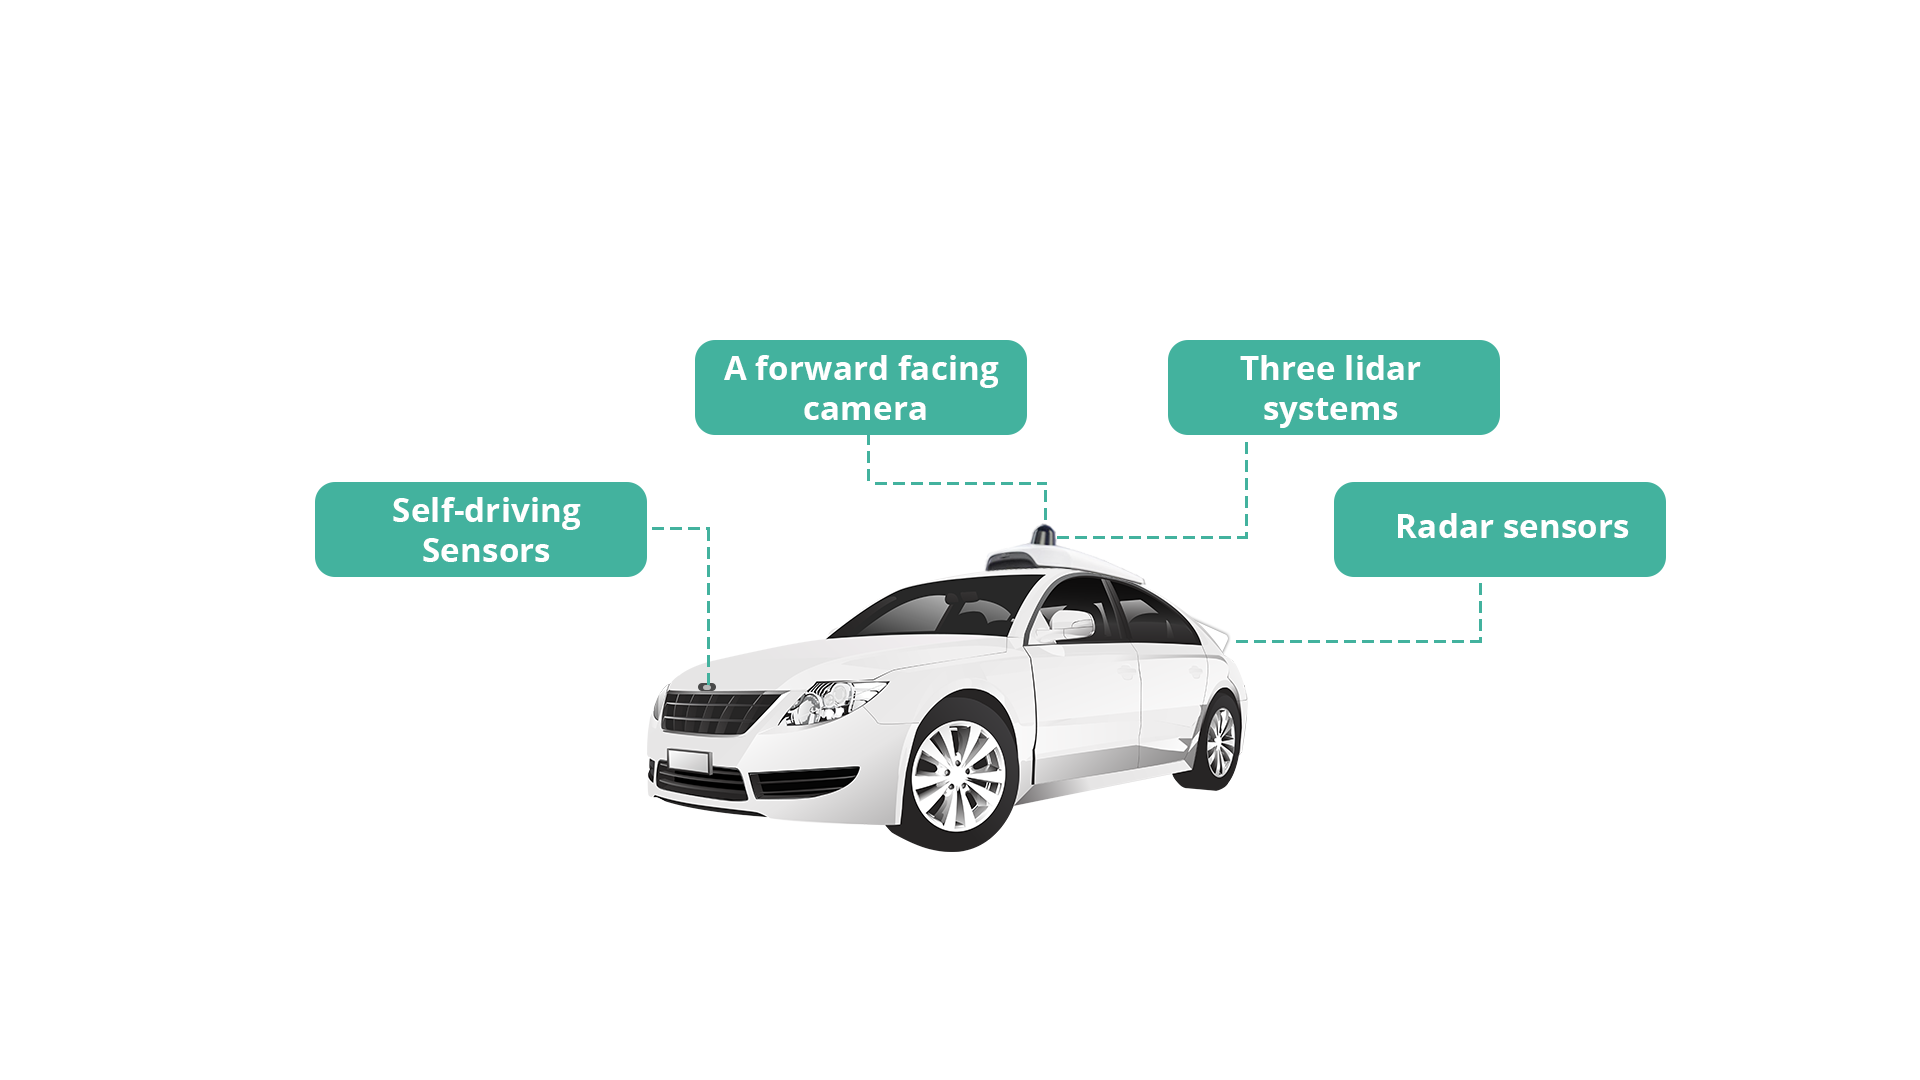 A forward facing
camera
Three lidar
systems
Self-driving
Sensors
Radar sensors